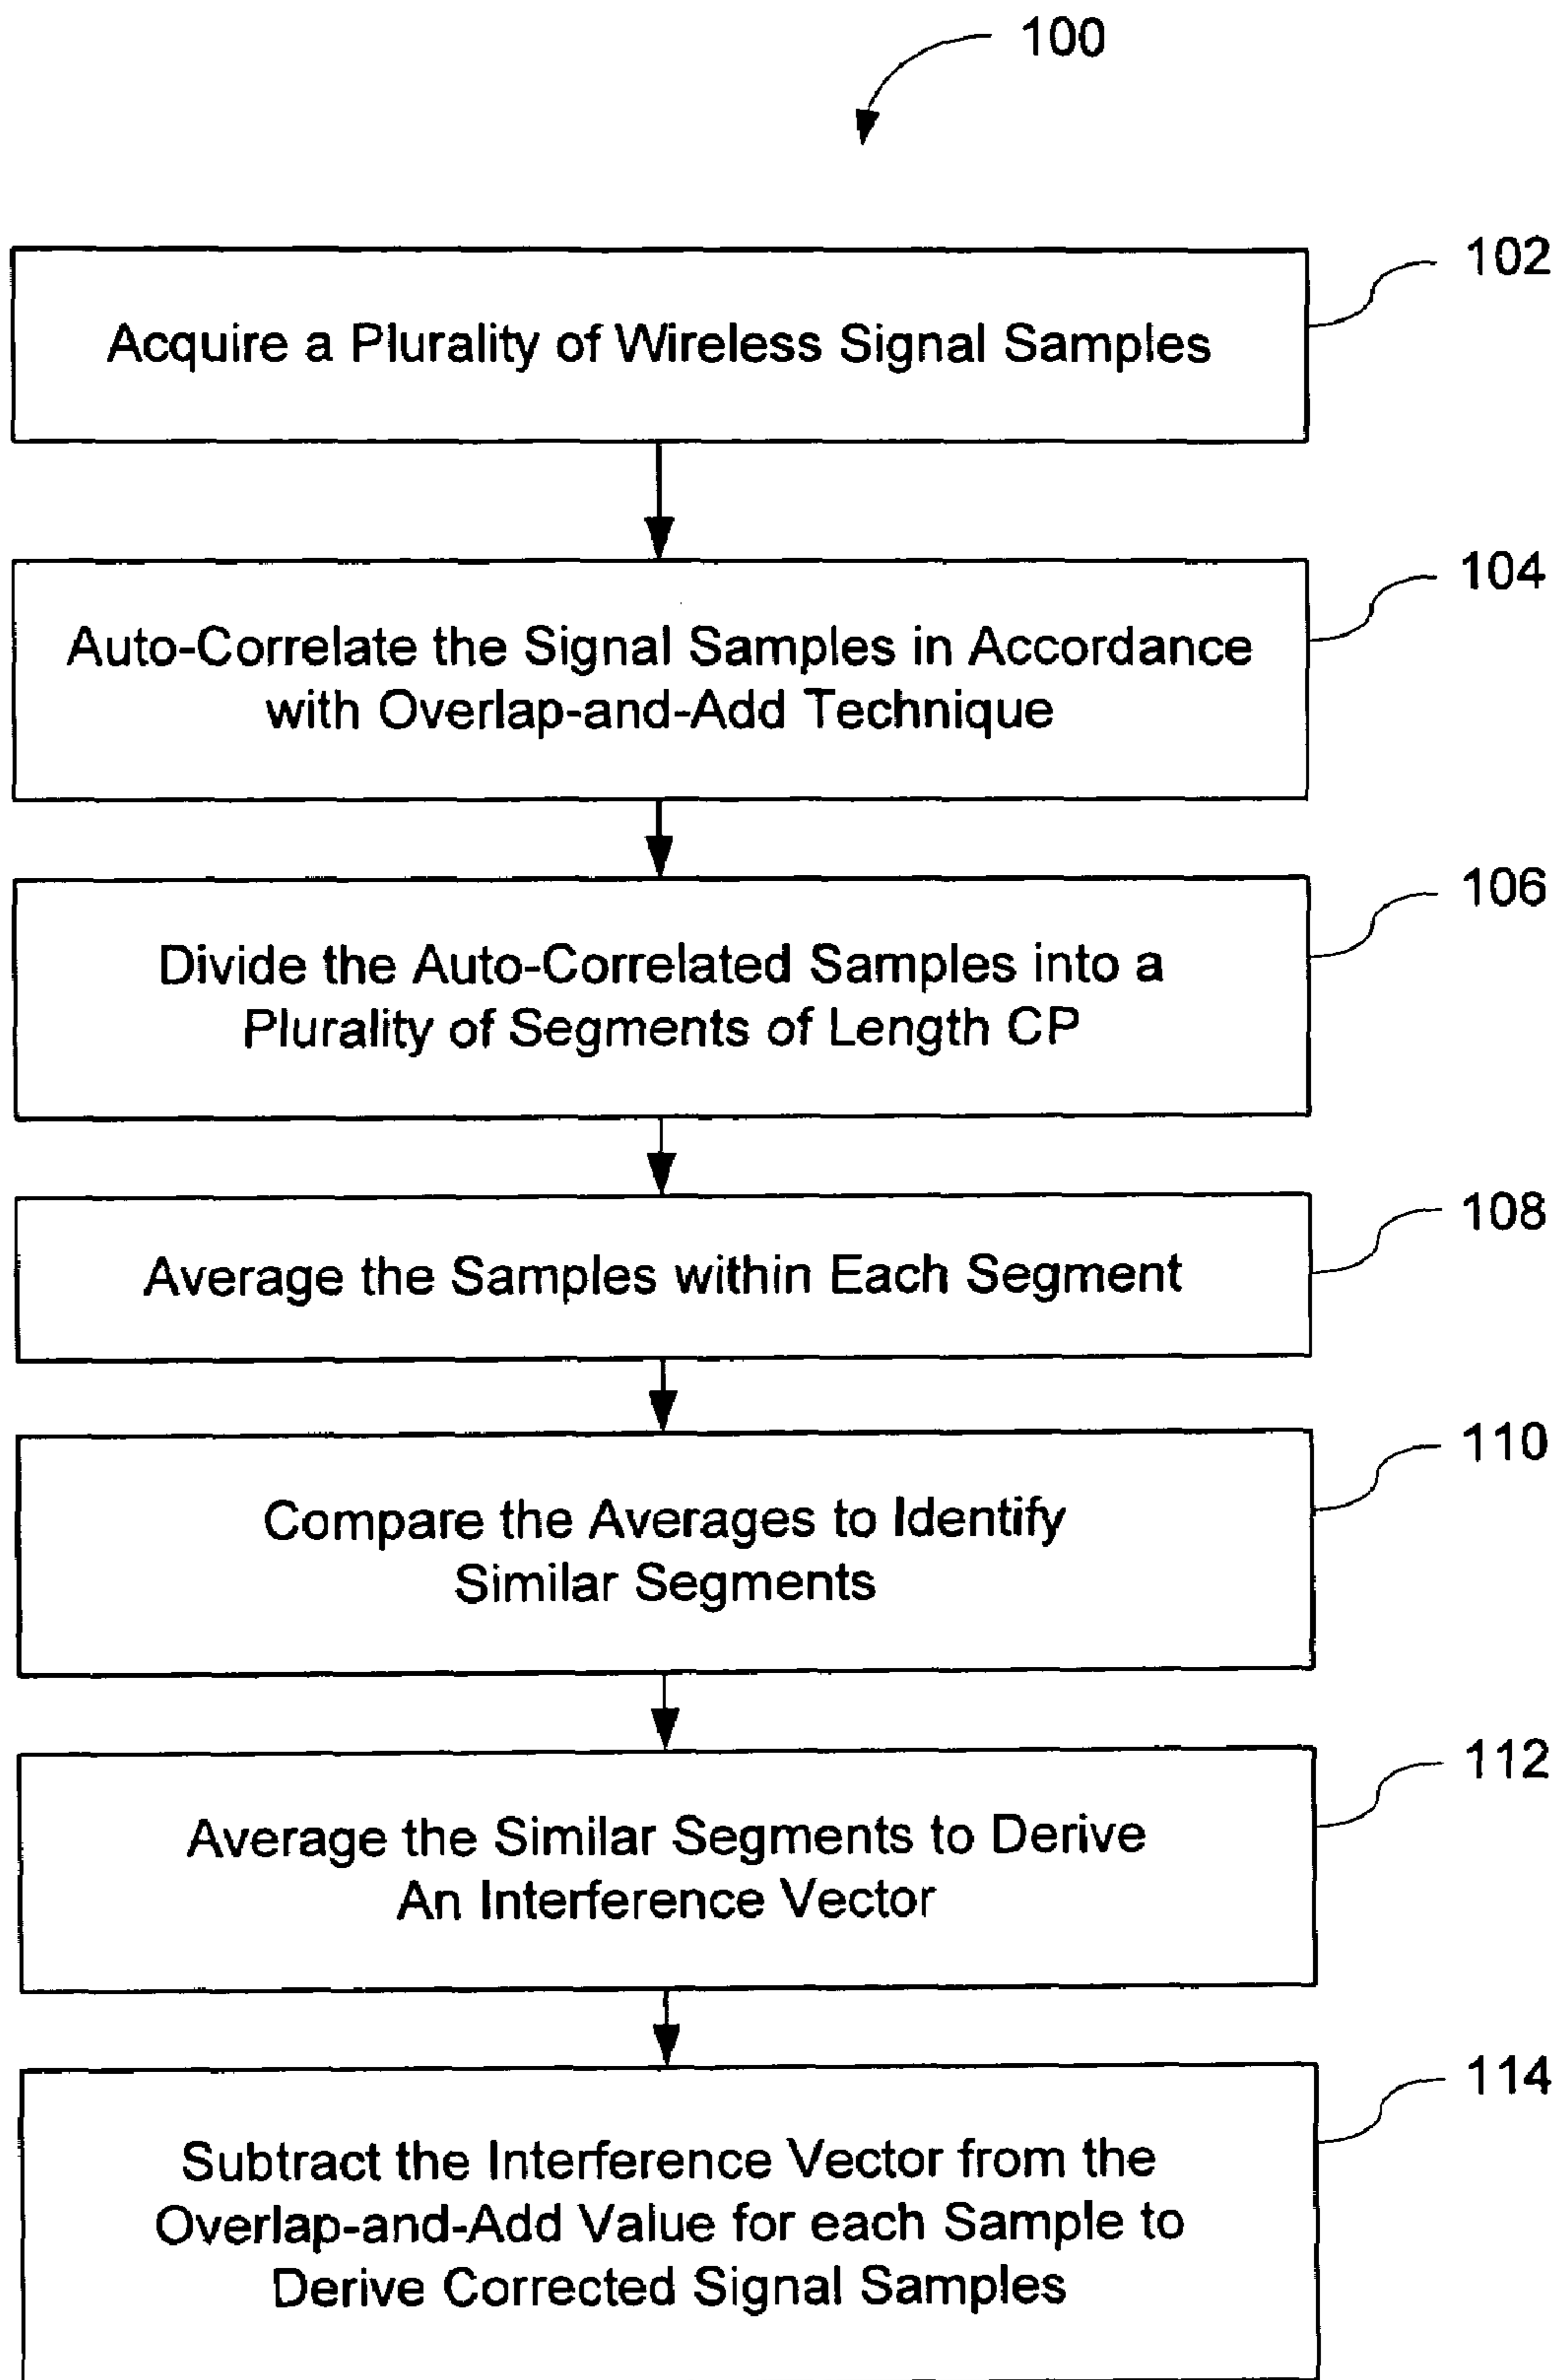 100
102
Acquire a Plurality of Wireless Signal Samples
104
Auto-Correlate the Signal Samples in Accordance
with Overlap-and-Add Technique
106
Divide the Auto-Correlated Samples into a
Plurality of Segments of Length CP
108
Average the Samples within Each Segment
110
Compare the Averages to Identify
Similar Segments
112
Average the Similar Segments to Derive
An Interference Vector
114
Subtract the Interference Vector from the
Overlap-and-Add Value for each Sample to
Derive Corrected Signal Samples